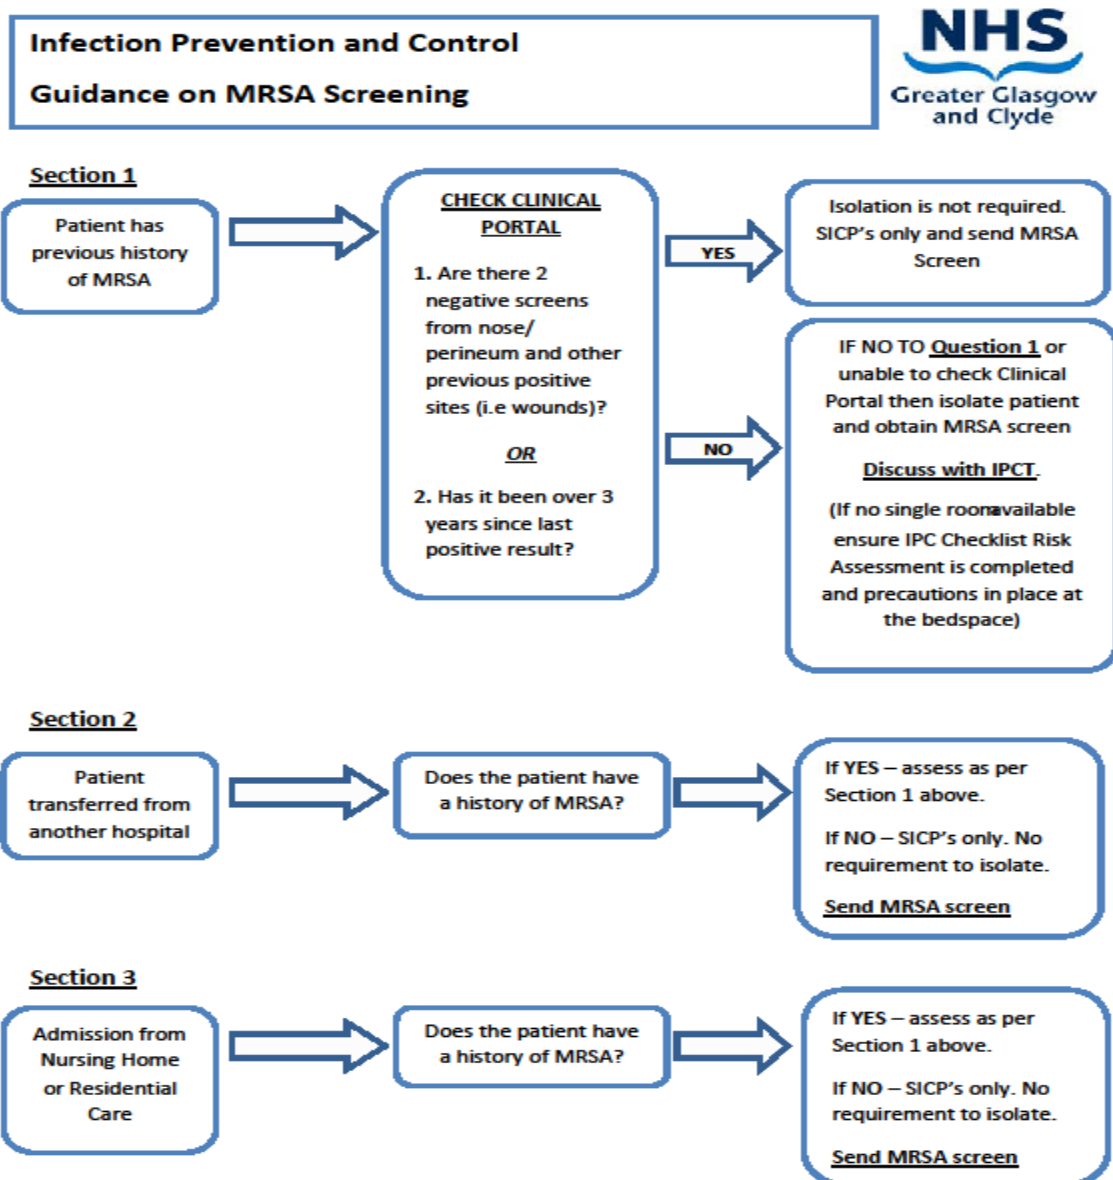 Infection Prevention and Control
Guidance on MRSA Screening
NHS
Greater Glasgow
and Clyde
Section 1
Patient has
previous history
of MRSA
CHECK CLINICAL
PORTAL
1. Are there 2
negative screens
from nose/
perineum and other
previous positive
sites (i.e wounds)?
OR
2. Has it been over 3
years since last
positive result?
YES
Isolation is not required.
SICP's only and send MRSA
Screen
NO
IF NO TO Question 1 or
unable to check Clinical
Portal then isolate patient
and obtain MRSA screen
Discuss with IPCT.
(If no single room available
ensure IPC Checklist Risk
Assessment is completed
and precautions in place at
the bedspace)
Section 2
Patient
transferred from
another hospital
Does the patient have
a history of MRSA?
If YES – assess as per
Section 1 above.
If NO – SICP's only. No
requirement to isolate.
Send MRSA screen
Section 3
Admission from
Nursing Home
or Residential
Care
Does the patient have
a history of MRSA?
If YES – assess as per
Section 1 above.
If NO – SICP's only. No
requirement to isolate.
Send MRSA screen